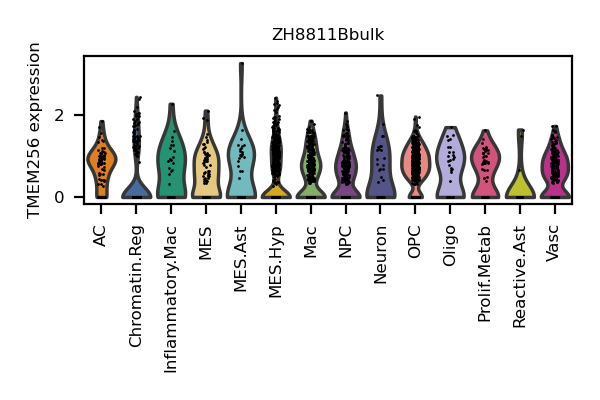 ZH8811Bbulk
TMEM256 expression
2
0
AC
Chromatin.Reg
Inflammatory.Mac
MES
MES.Ast
MES.Hyp
Mac
NPC
Neuron
OPC
Oligo
Prolif.Metab
Reactive.Ast
Vasc